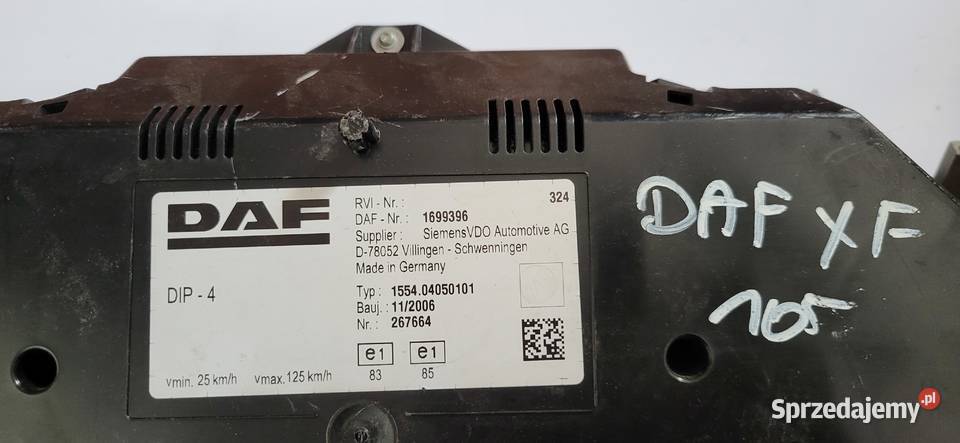 DAF
DIP - 4
vmin. 25 km/h vmax. 125 km/h
RVI - Nr. : 324
DAF - Nr. : 1699396
Supplier : SiemensVDO Automotive AG
D-78052 Villingen - Schwenningen
Made in Germany
Typ : 1554.04050101
Bauj. : 11/2006
Nr. : 267664
e1 e1
83 85
DAF XF
105
Sprzedajemy.pl